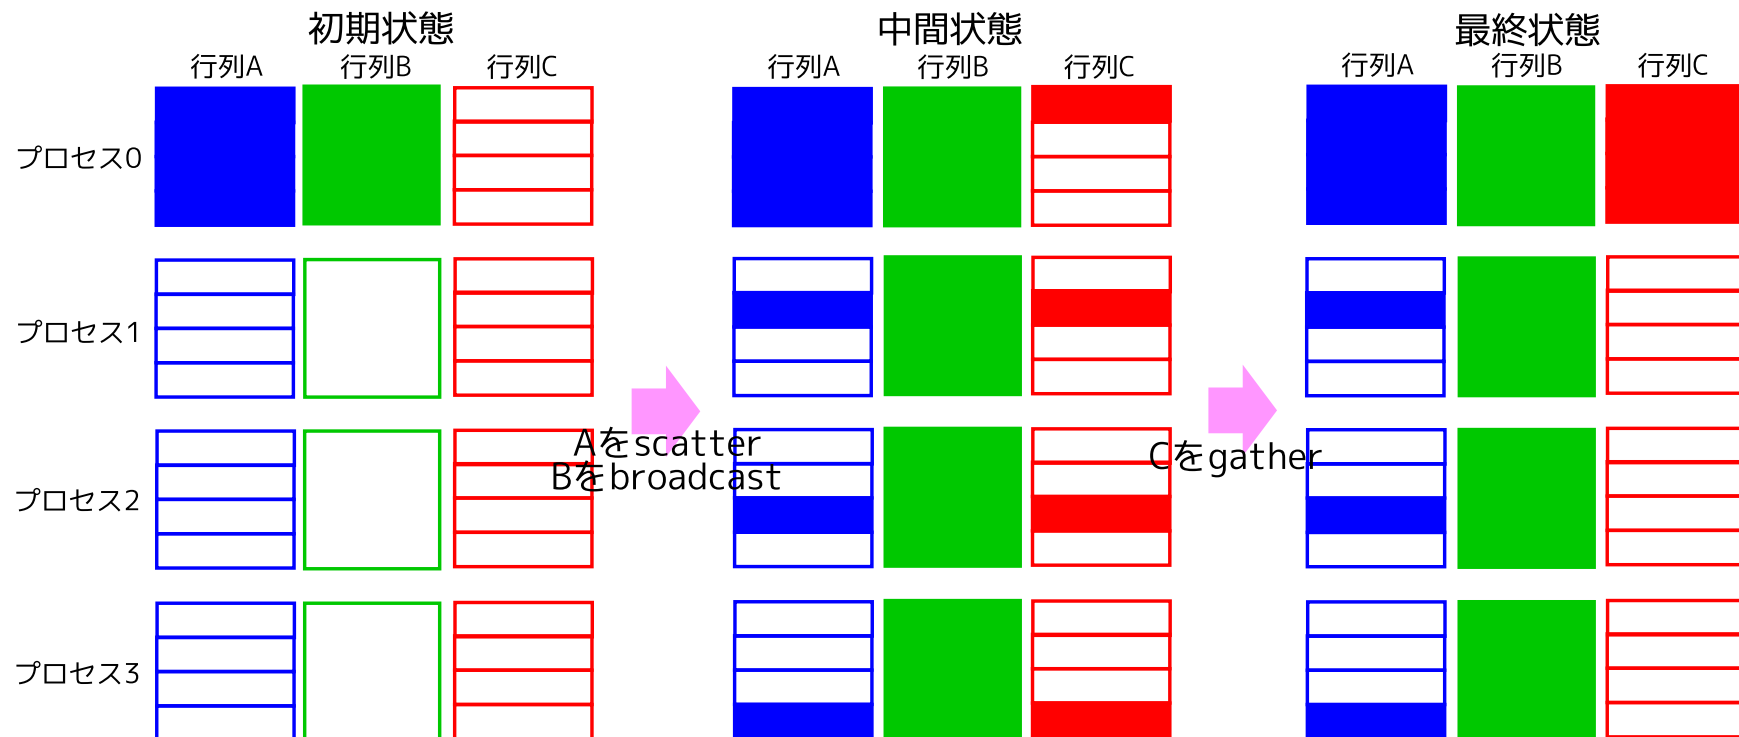 初期状態
中間状態
最終状態
行列A
行列B
行列C
行列A
行列B
行列C
行列A
行列B
行列C
プロセス0
プロセス1
Aをscatter
Bをbroadcast
Cをgather
プロセス2
プロセス3